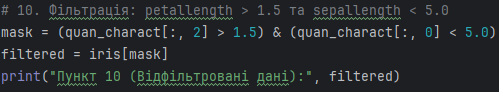 # 10. Фільтрація: petallength > 1.5 та sepallength < 5.0
mask = (quan_charact[:, 2] > 1.5) & (quan_charact[:, 0] < 5.0)
filtered = iris[mask]
print("Пункт 10 (Відфільтровані дані):", filtered)